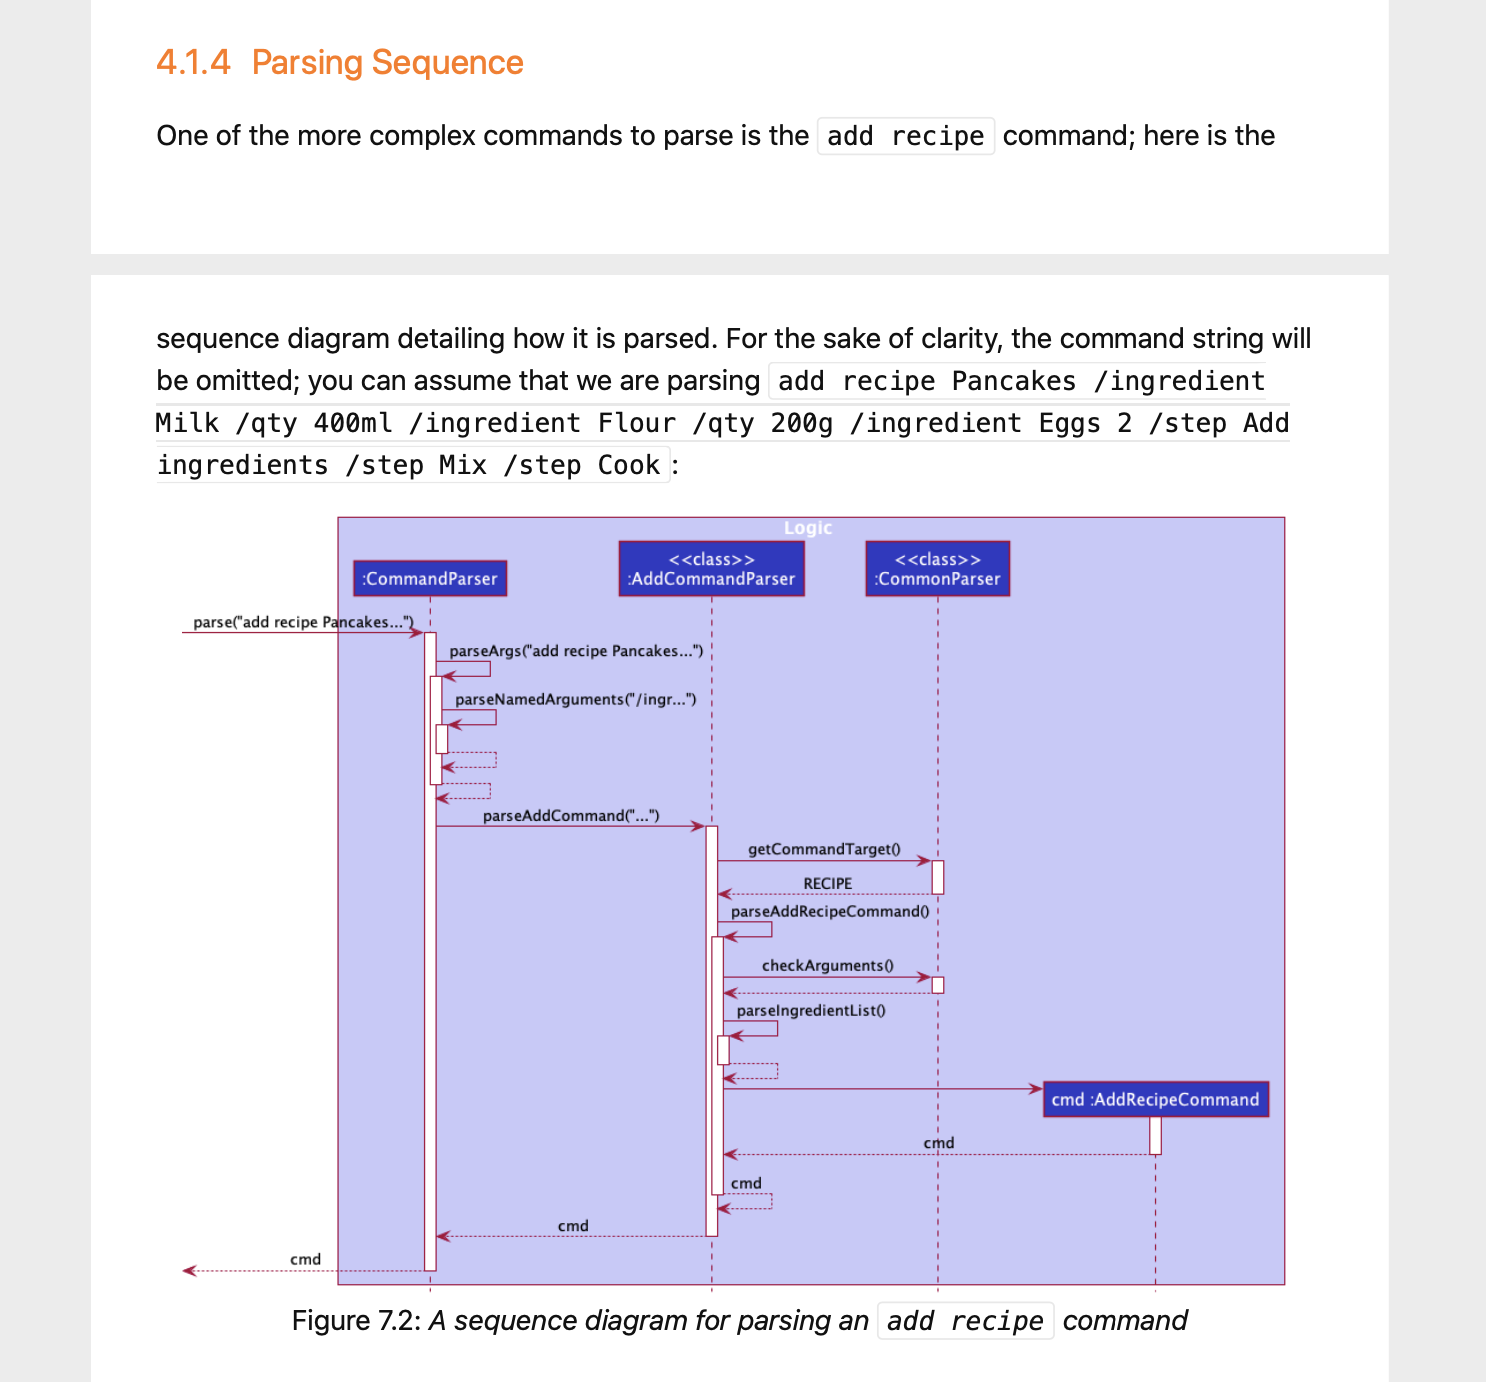 4.1.4 Parsing Sequence
One of the more complex commands to parse is the add recipe command; here is the
sequence diagram detailing how it is parsed. For the sake of clarity, the command string will
be omitted; you can assume that we are parsing add recipe Pancakes /ingredient
Milk /qty 400ml /ingredient Flour /qty 200g /ingredient Eggs 2 /step Add
ingredients /step Mix /step Cook :
Logic
:CommandParser
<<class>>
:AddCommandParser
<<class>>
:CommonParser
parse("add recipe Pancakes...")
parseArgs("add recipe Pancakes...")
parseNamedArguments("/ingr...")
parseAddCommand("...")
getCommandTarget()
RECIPE
parseAddRecipeCommand()
checkArguments()
parseIngredientList()
cmd :AddRecipeCommand
cmd
cmd
cmd
cmd
Figure 7.2: A sequence diagram for parsing an add recipe command